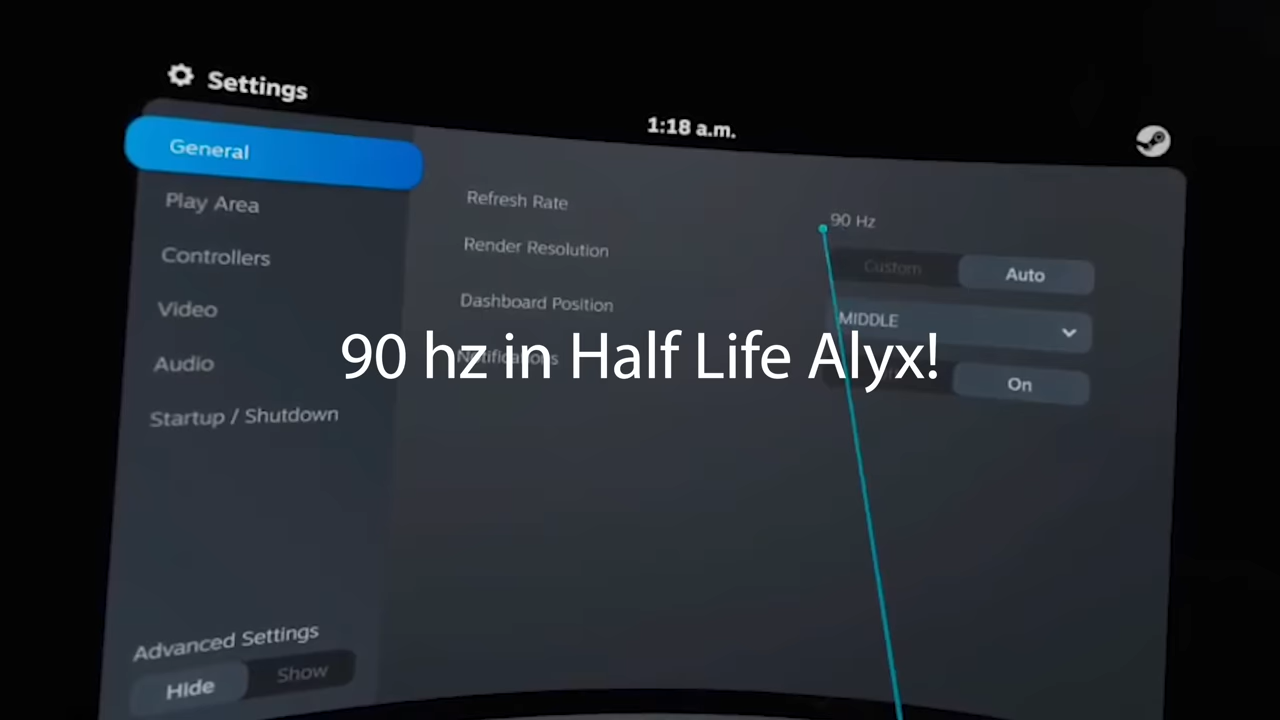 Settings
1:18 a.m.
General
Play Area
Controllers
Video
Audio
Startup / Shutdown
Advanced Settings
Hide Show
Refresh Rate
90 Hz
Render Resolution
Custom Auto
Dashboard Position
MIDDLE
Notifications
On
90 hz in Half Life Alyx!